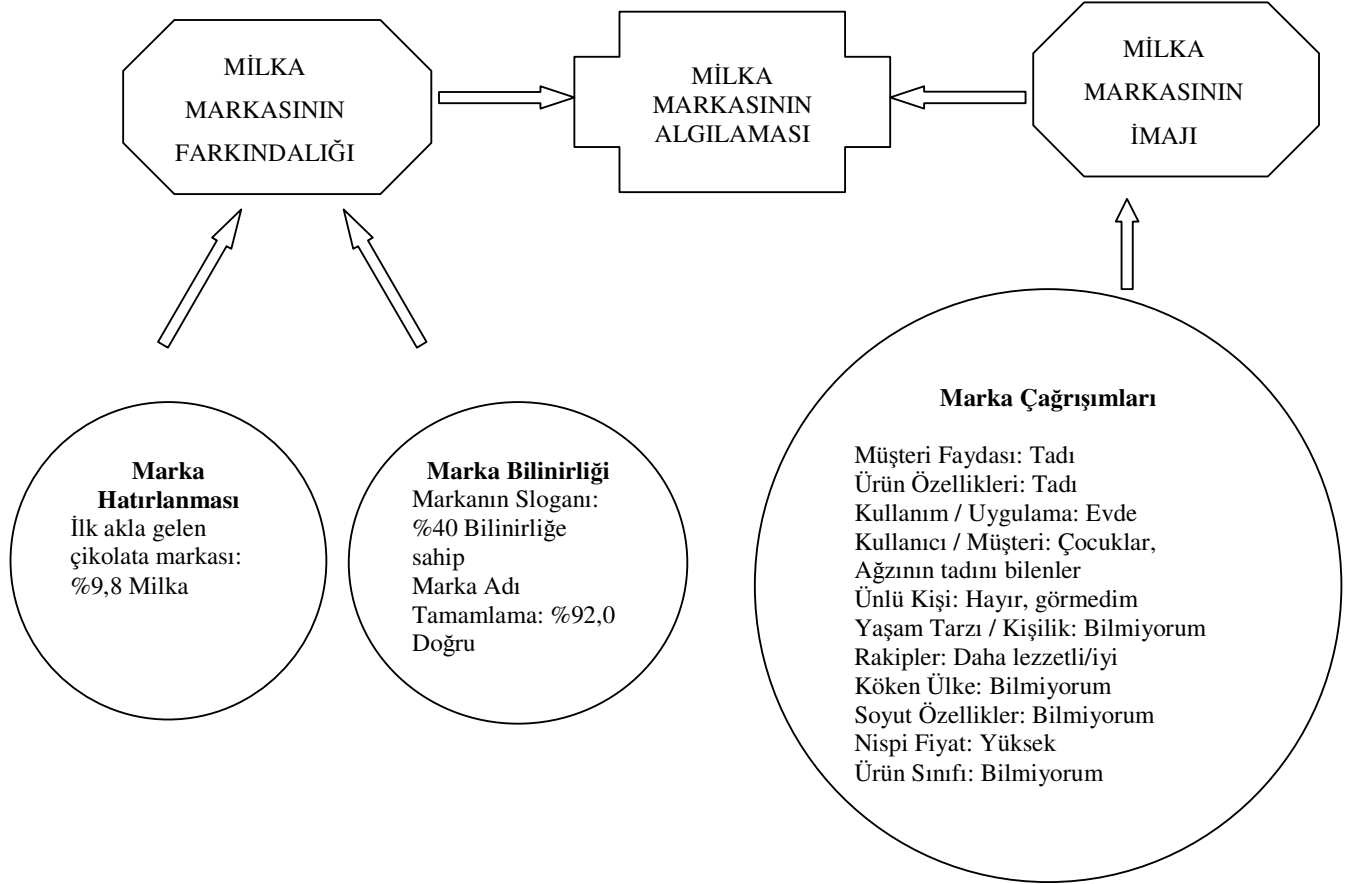 MİLKA
MARKASININ
FARKINDALIĞI
MİLKA
MARKASININ
ALGILAMASI
MİLKA
MARKASININ
İMAJI
Marka
Hatırlanması
İlk akla gelen
çikolata markası:
%9,8 Milka
Marka Bilinirliği
Markanın Sloganı:
%40 Bilinirliğe
sahip
Marka Adı
Tamamlama: %92,0
Doğru
Marka Çağrışımları
Müşteri Faydası: Tadı
Ürün Özellikleri: Tadı
Kullanım / Uygulama: Evde
Kullanıcı / Müşteri: Çocuklar,
Ağzının tadını bilenler
Ünlü Kişi: Hayır, görmedim
Yaşam Tarzı / Kişilik: Bilmiyorum
Rakipler: Daha lezzetli/iyi
Köken Ülke: Bilmiyorum
Soyut Özellikler: Bilmiyorum
Nispi Fiyat: Yüksek
Ürün Sınıfı: Bilmiyorum